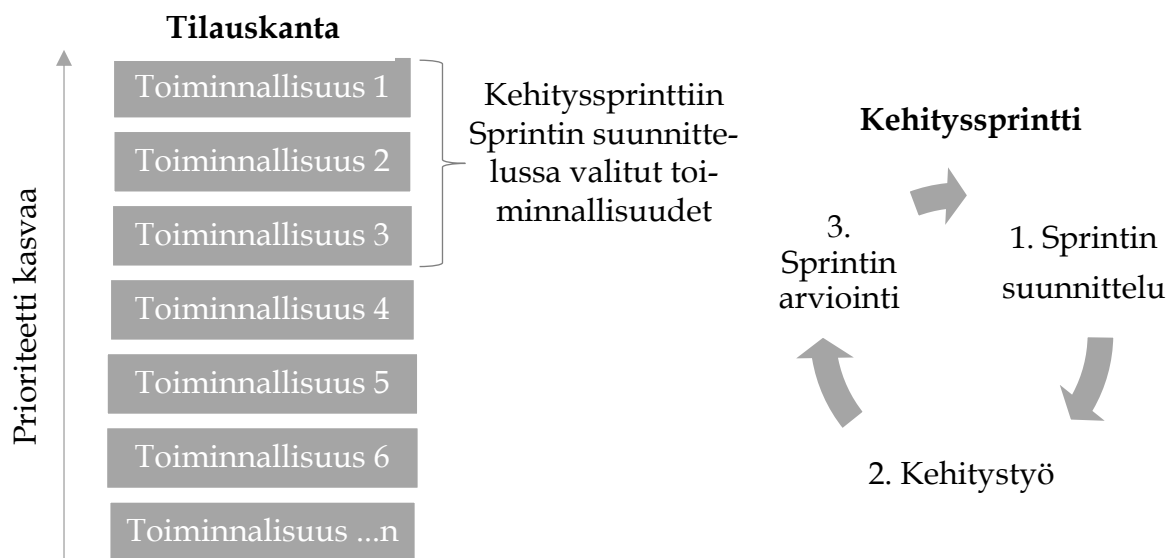 Tilauskanta
Prioriteetti kasvaa
Toiminnallisuus 1
Toiminnallisuus 2
Toiminnallisuus 3
Toiminnallisuus 4
Toiminnallisuus 5
Toiminnallisuus 6
Toiminnalisuus ...n
Kehityssprinttiin
Sprintin suunnitte-
lussa valitut toi-
minnallisuudet
Kehityssprintti
1. Sprintin
suunnittelu
2. Kehitystyö
3.
Sprintin
arviointi